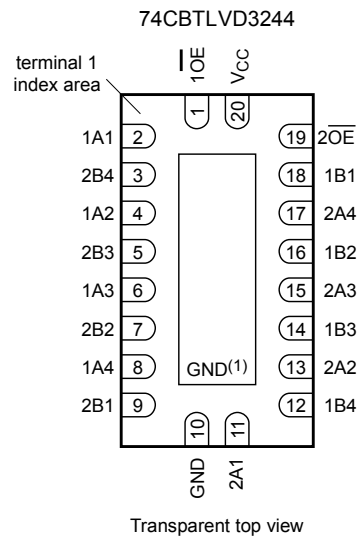 74CBTLVD3244
terminal 1
index area
1OE
VCC
1
20
1A1 2 19 2OE
2B4 3 18 1B1
1A2 4 17 2A4
2B3 5 16 1B2
1A3 6 15 2A3
2B2 7 14 1B3
1A4 8 13 2A2
2B1 9 12 1B4
GND(1)
10
11
GND
2A1
Transparent top view